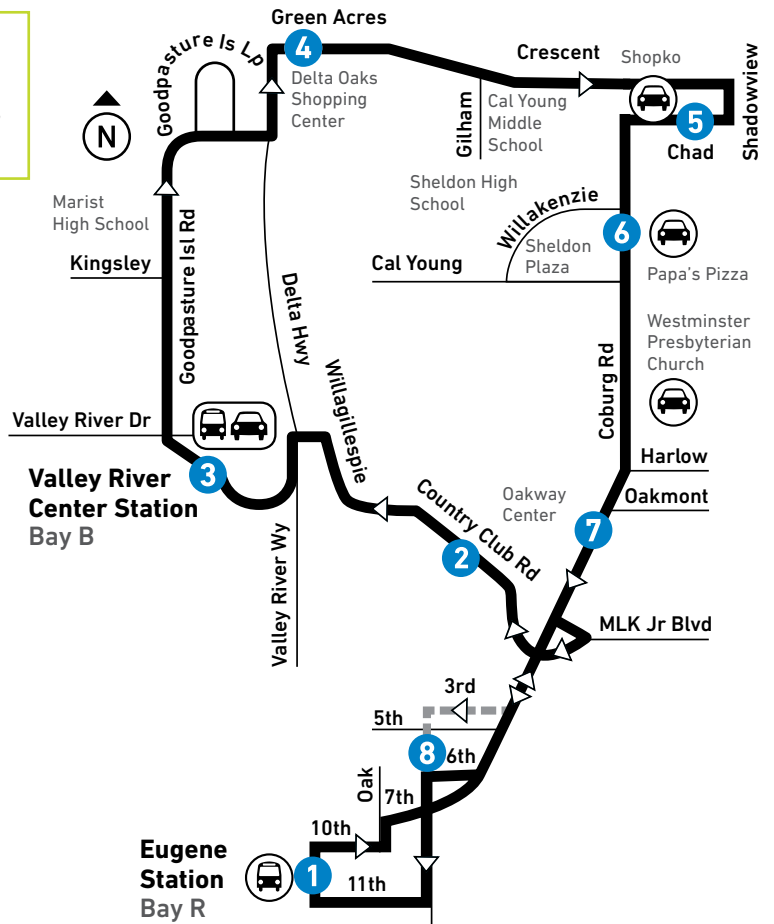 Green Acres
4
Delta Oaks
Shopping
Center
Goodpasture Is Lp
N
Crescent
Shopko
Shadowview
5
Chad
Gilham
Cal Young
Middle
School
Marist
High School
Sheldon High
School
Willakenzie
6
Sheldon
Plaza
Papa's Pizza
Kingsley
Goodpasture Isl Rd
Delta Hwy
Cal Young
Westminster
Presbyterian
Church
Coburg Rd
Willagillespie
Valley River Dr
3
Valley River
Center Station
Bay B
Harlow
Oakmont
Oakway
Center
7
Country Club Rd
2
Valley River Wy
MLK Jr Blvd
3rd
5th
8
6th
Oak
7th
10th
Eugene
Station
Bay R
1
11th